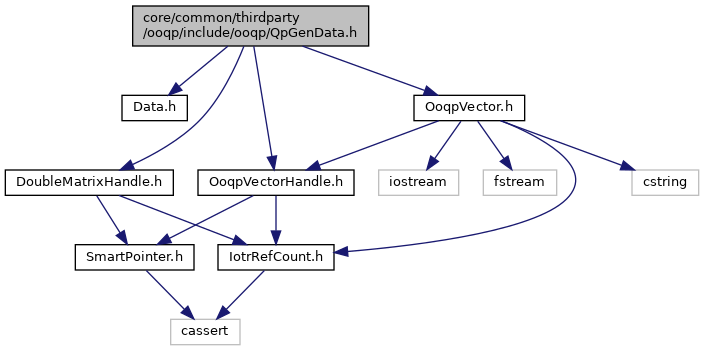 core/common/thirdparty
/ooqp/include/ooqp/QpGenData.h
Data.h
OoqpVector.h
DoubleMatrixHandle.h
OoqpVectorHandle.h
iostream
fstream
cstring
SmartPointer.h
IotrRefCount.h
cassert